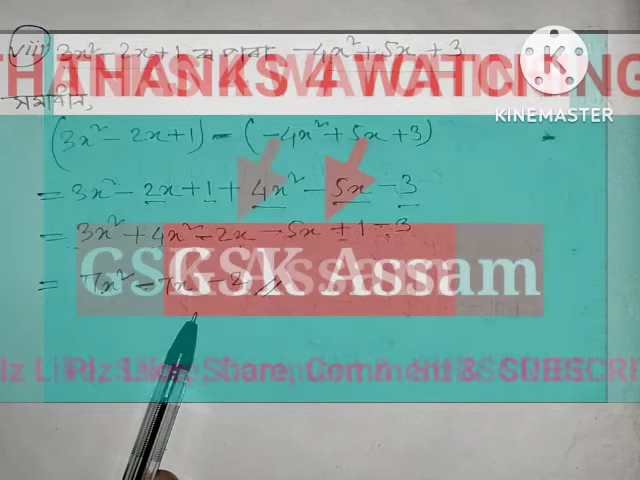 viii) 3x² - 2x + 1 ৰ পৰা -4x² + 5x + 3
THANKS 4 WATCHING
সমাধান,
KINEMASTER
(3x² - 2x + 1) - (-4x² + 5x + 3)
= 3x² - 2x + 1 + 4x² - 5x - 3
= 3x² + 4x² - 2x - 5x + 1 - 3
GSK Assam
= 7x² - 7x - 2 //
Plz Like, Share, Comment & SUBSCRI